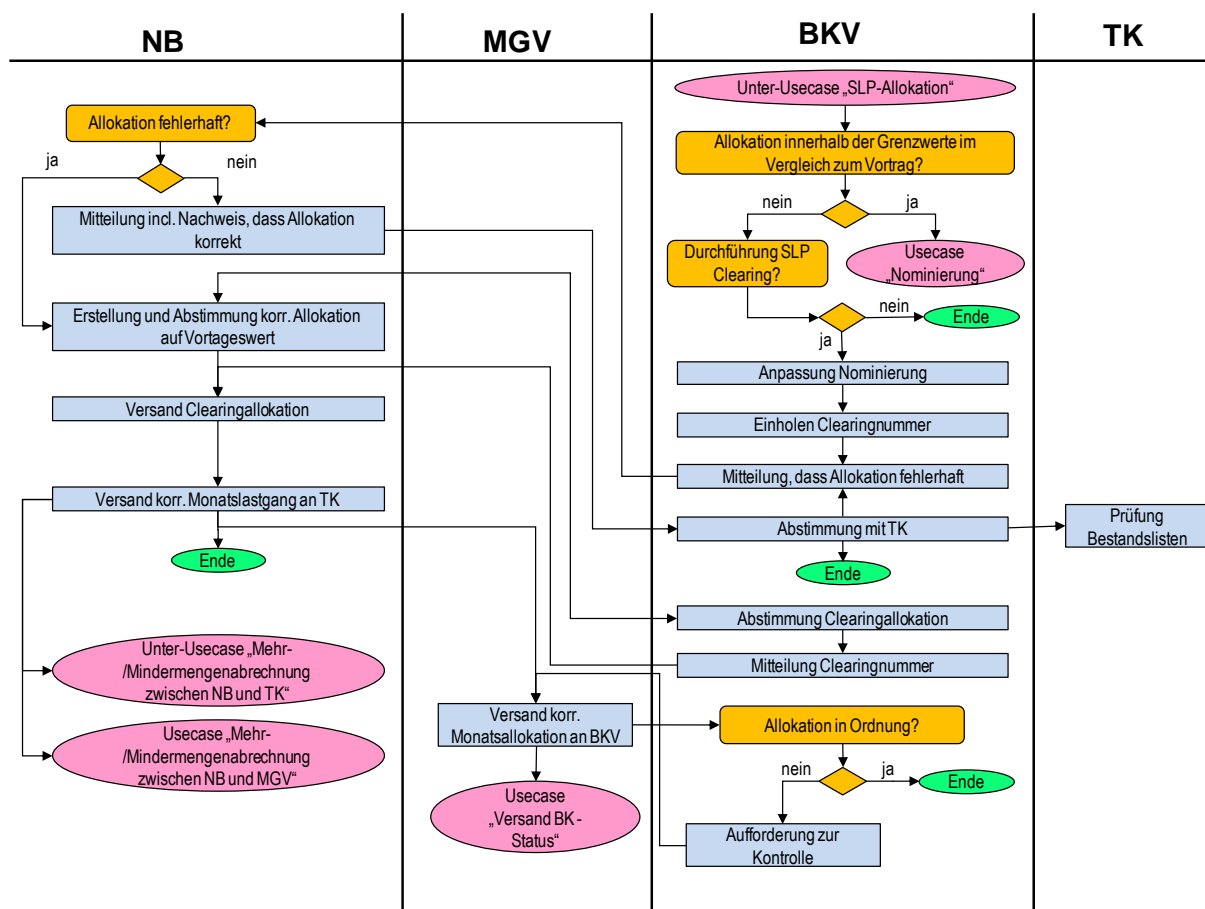 NB
MGV
BKV
TK
Unter-Usecase „SLP-Allokation“
Allokation fehlerhaft?
Allokation innerhalb der Grenzwerte im
Vergleich zum Vortrag?
ja
nein
nein
ja
Mitteilung incl. Nachweis, dass Allokation
korrekt
Durchführung SLP
Clearing?
Usecase
„Nominierung“
Erstellung und Abstimmung korr. Allokation
auf Vortageswert
nein
Ende
ja
Anpassung Nominierung
Versand Clearingallokation
Einholen Clearingnummer
Mitteilung, dass Allokation fehlerhaft
Versand korr. Monatslastgang an TK
Abstimmung mit TK
Prüfung
Bestandslisten
Ende
Ende
Abstimmung Clearingallokation
Unter-Usecase „Mehr-
/Mindermengenabrechnung
zwischen NB und TK“
Mitteilung Clearingnummer
Versand korr.
Monatsallokation an BKV
Allokation in Ordnung?
Usecase „Mehr-
/Mindermengenabrechnung
zwischen NB und MGV“
nein
ja
Ende
Usecase
„Versand BK -
Status“
Aufforderung zur
Kontrolle